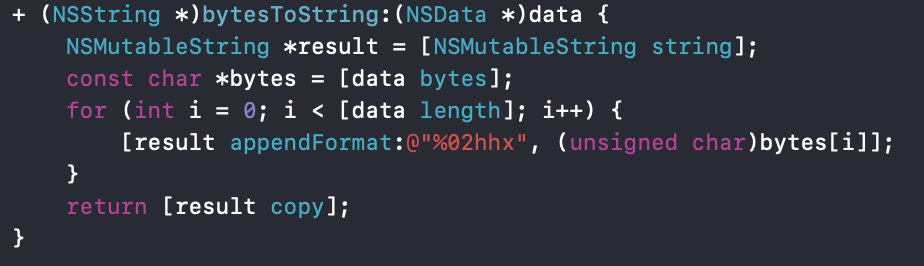 + (NSString *)bytesToString:(NSData *)data {
    NSMutableString *result = [NSMutableString string];
    const char *bytes = [data bytes];
    for (int i = 0; i < [data length]; i++) {
        [result appendFormat:@"%02hhx", (unsigned char)bytes[i]];
    }
    return [result copy];
}